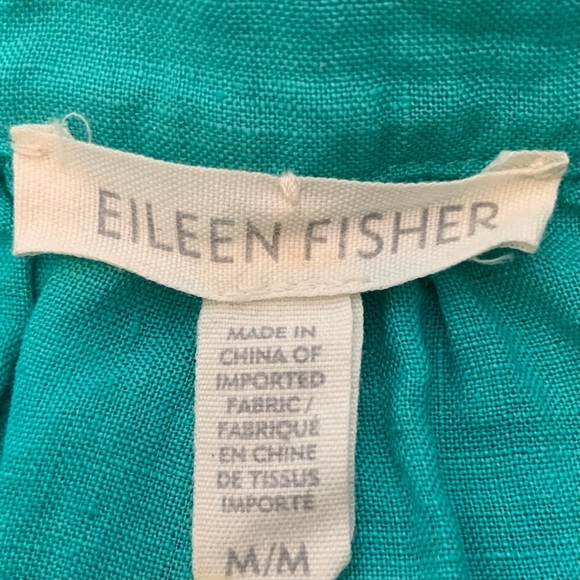 EILEEN FISHER
MADE IN
CHINA OF
IMPORTED
FABRIC /
FABRIQUÉ
EN CHINE
DE TISSUS
IMPORTÉ
M/M